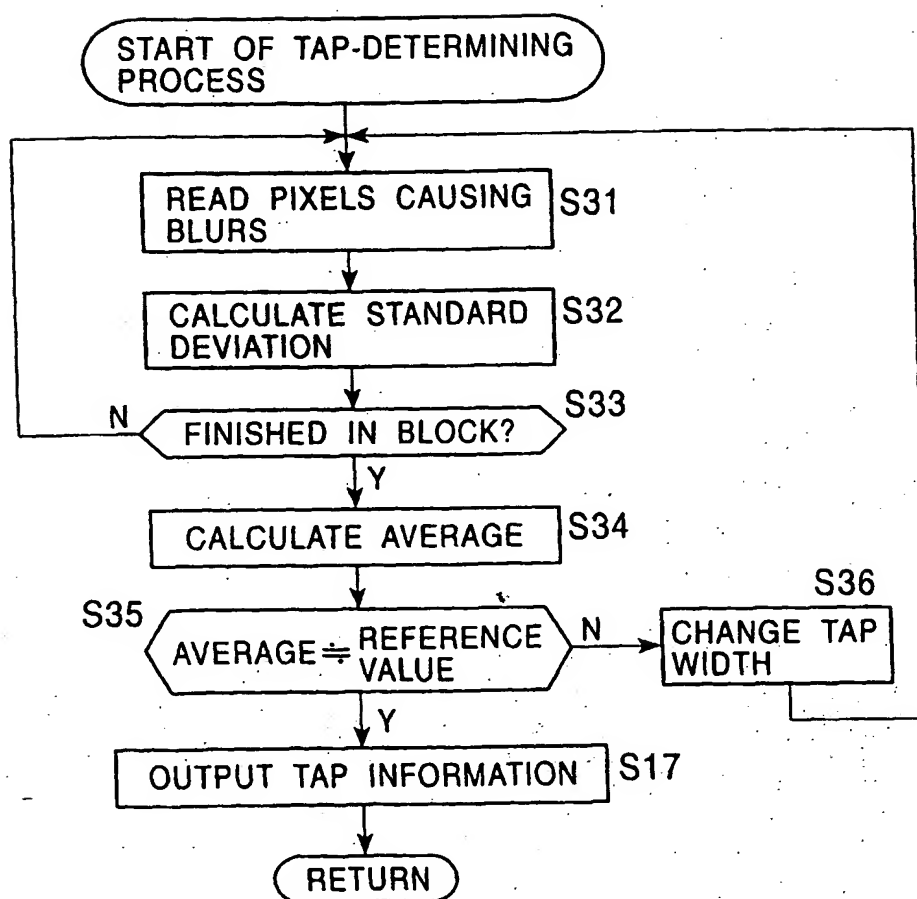 START OF TAP-DETERMINING
PROCESS
READ PIXELS CAUSING
BLURS
S31
CALCULATE STANDARD
DEVIATION
S32
N
FINISHED IN BLOCK?
S33
Y
CALCULATE AVERAGE
S34
S35
AVERAGE ≒ REFERENCE
VALUE
N
S36
CHANGE TAP
WIDTH
Y
OUTPUT TAP INFORMATION
S17
RETURN